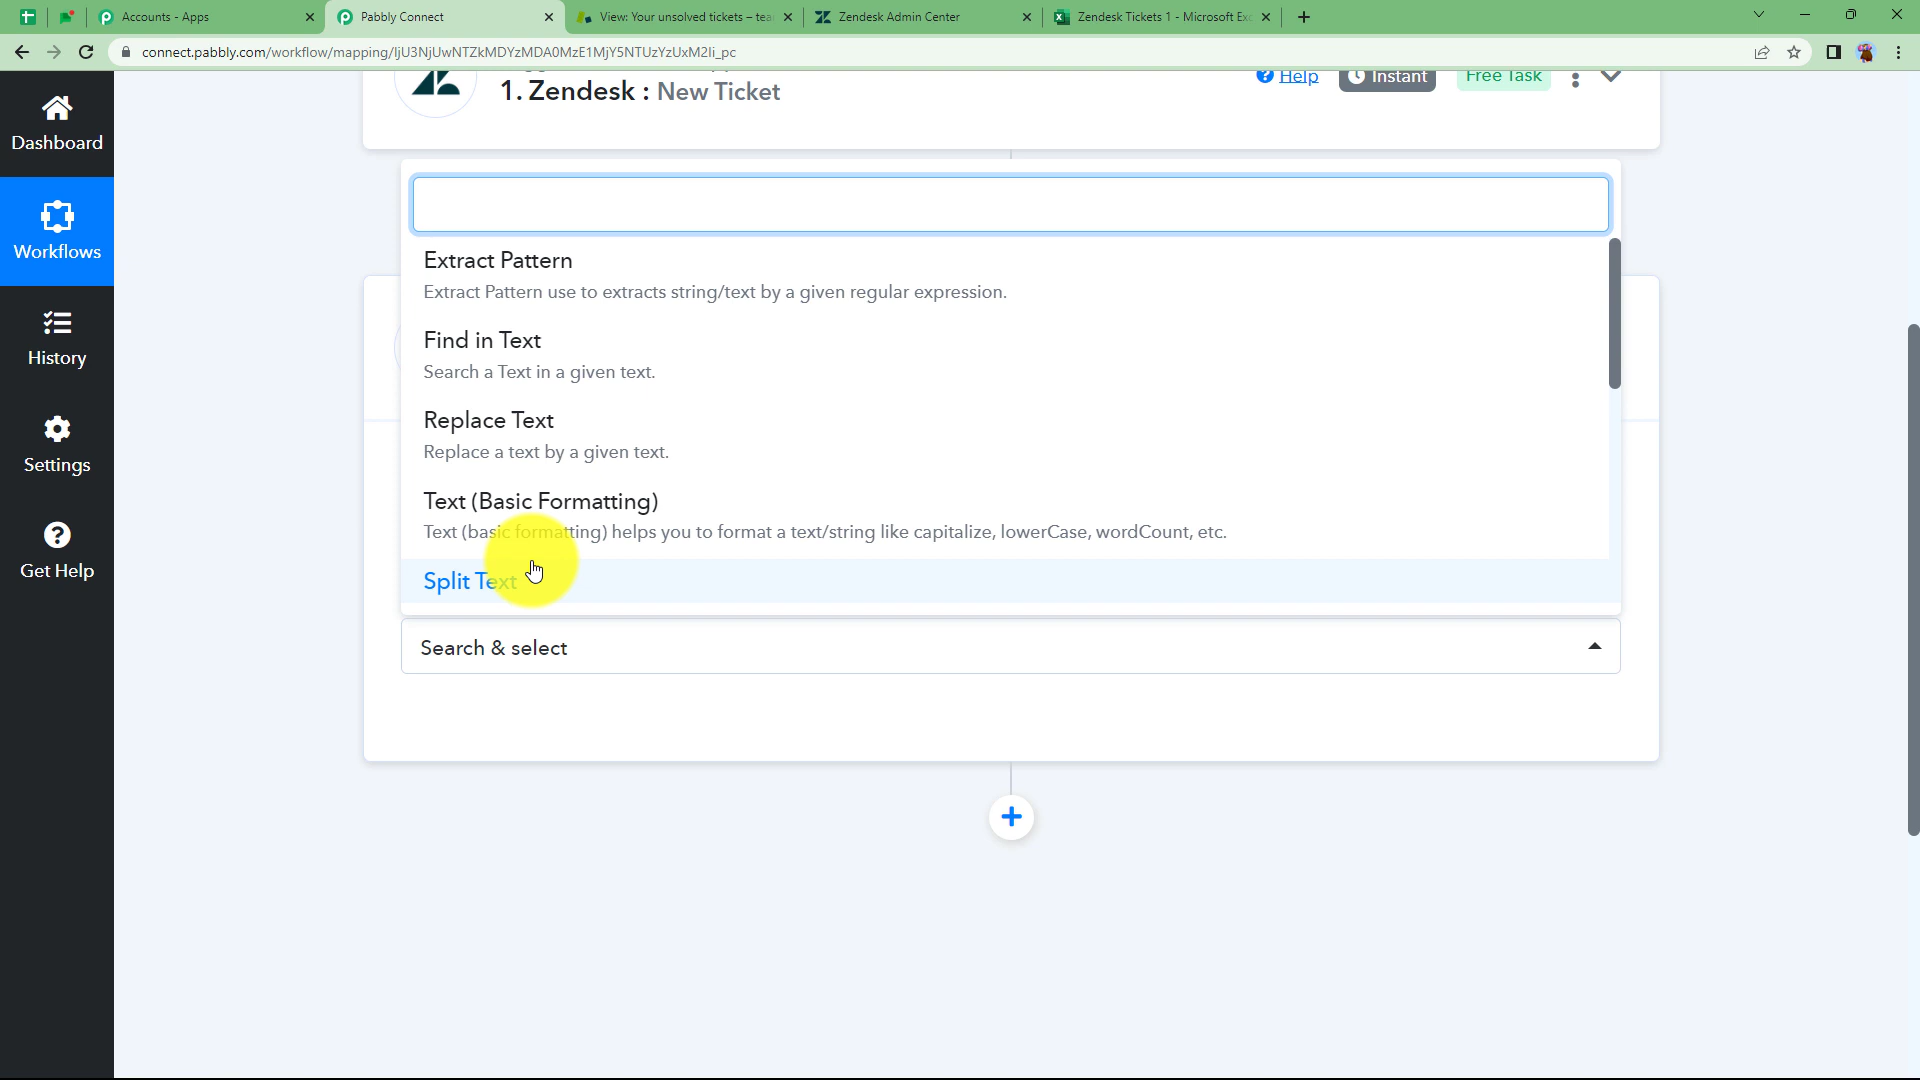 Accounts - Apps
Pabbly Connect
View: Your unsolved tickets – tea
Zendesk Admin Center
Zendesk Tickets 1 - Microsoft Ex
connect.pabbly.com/workflow/mapping/IjU3NjUwNTZkMDYzMDA0MzE1MjY5NTUzYzUxM2Ii_pc
Dashboard
Workflows
History
Settings
Get Help
1. Zendesk : New Ticket
Help
Instant
Free Task
Extract Pattern
Extract Pattern use to extracts string/text by a given regular expression.
Find in Text
Search a Text in a given text.
Replace Text
Replace a text by a given text.
Text (Basic Formatting)
Text (basic formatting) helps you to format a text/string like capitalize, lowerCase, wordCount, etc.
Split Text
Search & select